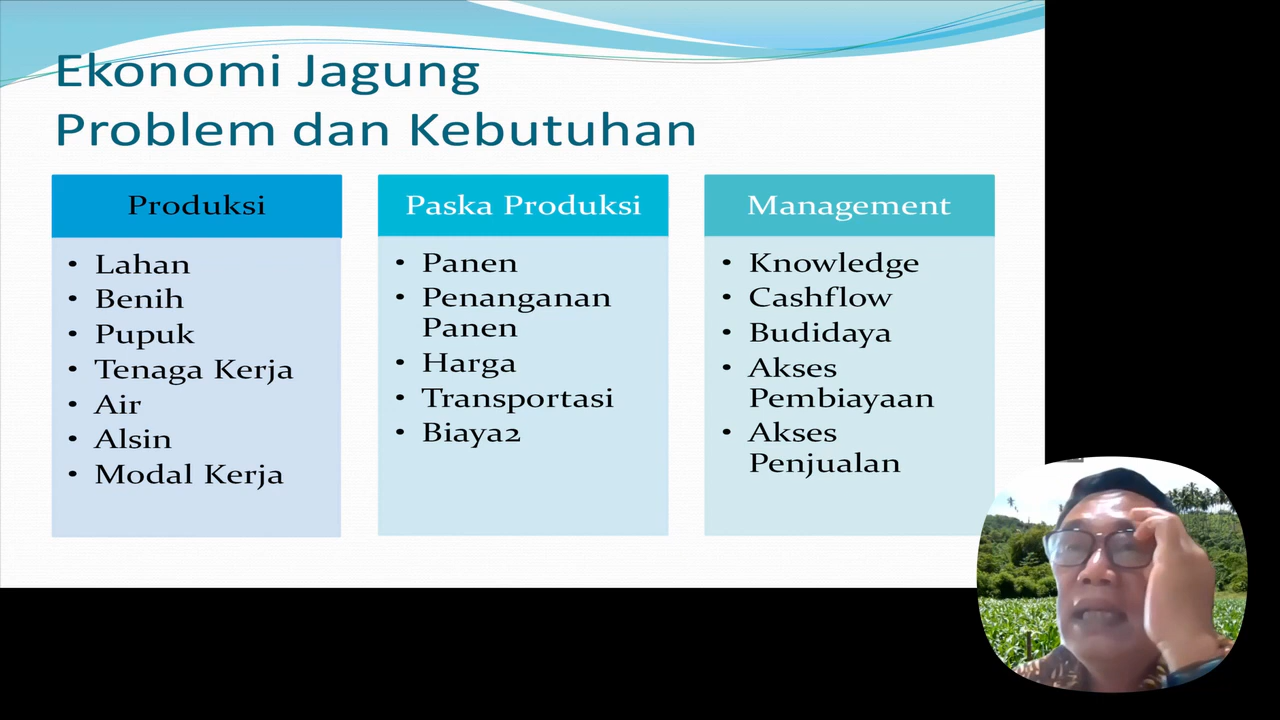 Ekonomi Jagung
Problem dan Kebutuhan
Produksi
• Lahan
• Benih
• Pupuk
• Tenaga Kerja
• Air
• Alsin
• Modal Kerja
Paska Produksi
• Panen
• Penanganan
Panen
• Harga
• Transportasi
• Biaya2
Management
• Knowledge
• Cashflow
• Budidaya
• Akses
Pembiayaan
• Akses
Penjualan